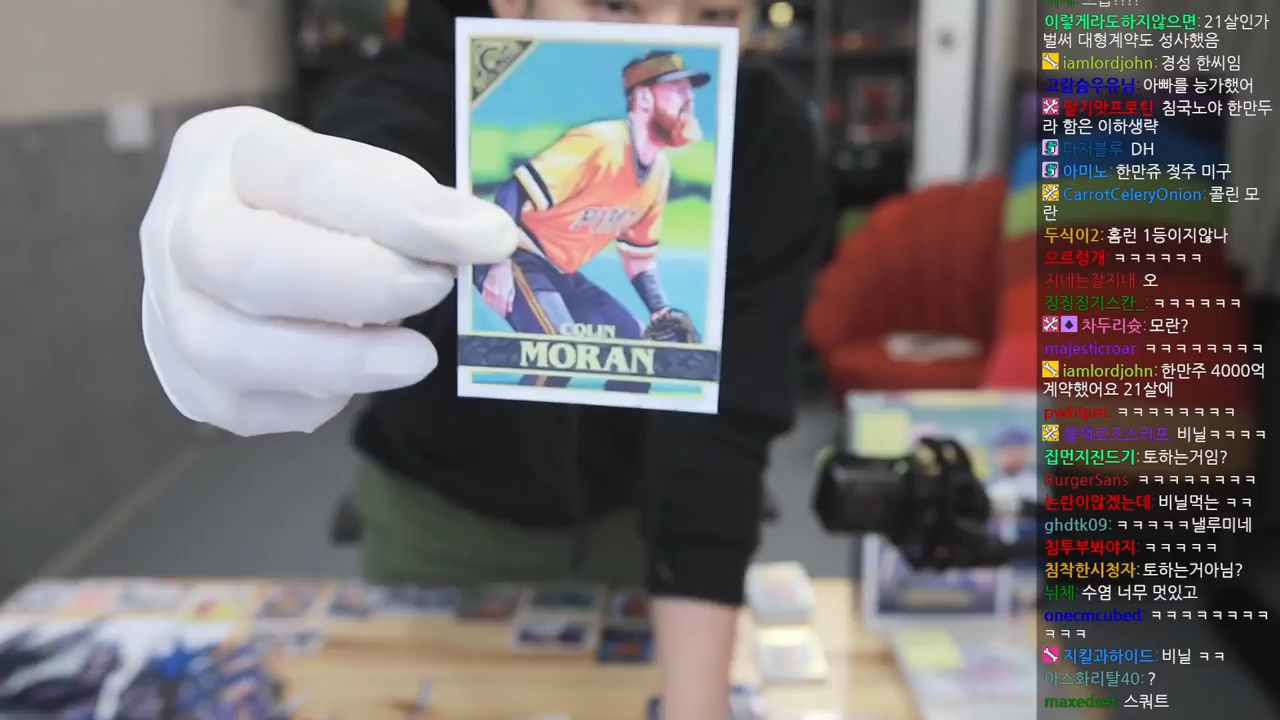 COLIN
MORAN
이렇게라도하지않으면: 21살인가
벌써 대형계약도 성사했음
iamlordjohn: 경성 한씨임
고칼슘우유님: 아빠를 능가했어
딸기맛프로틴 침국노야 한만두
라 함은 이하생략
다저블루 DH
아미노: 한만쥬 젖주 미구
CarrotCeleryOnion: 콜린 모
란
두식이2: 홈런 1등이지않나
으르렁개 ㅋㅋㅋㅋㅋㅋ
지네는잘지내 오
징징징기스칸_: ㅋㅋㅋㅋㅋㅋ
차두리슛: 모란?
majesticroar ㅋㅋㅋㅋㅋㅋㅋㅋ
iamlordjohn: 한만주 4000억
계약했어요 21살에
ㅋㅋㅋㅋㅋㅋㅋㅋ
블랙로즈스리포 비닐ㅋㅋㅋㅋ
집먼지진드기: 토하는거임?
BurgerSans ㅋㅋㅋㅋㅋㅋㅋㅋ
논란이많겠는데: 비닐먹는 ㅋㅋ
ghdtk09: ㅋㅋㅋㅋㅋ낼루미네
침투부봐야지: ㅋㅋㅋㅋㅋ
침착한시청자: 토하는거아님?
뉘체: 수염 너무 멋있고
onecmcubed: ㅋㅋㅋㅋㅋㅋㅋㅋ
ㅋㅋㅋ
지킬과하이드: 비닐 ㅋㅋ
아스화리탈40: ?
maxedset 스쿼트